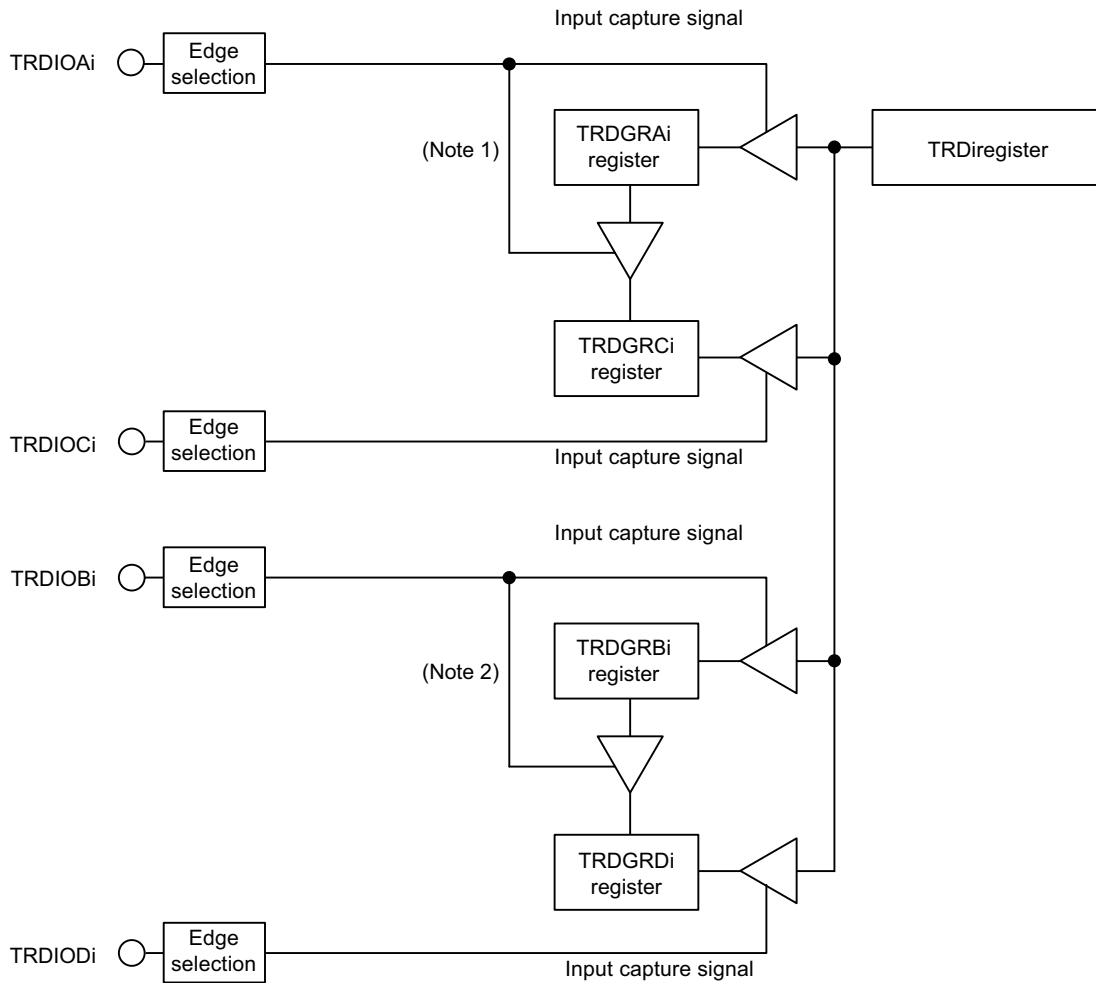 Input capture signal
TRDIOAi
Edge
selection
(Note 1)
TRDGRAi
register
TRDiregister
TRDGRCi
register
TRDIOCi
Edge
selection
Input capture signal
Input capture signal
TRDIOBi
Edge
selection
(Note 2)
TRDGRBi
register
TRDGRDi
register
TRDIODi
Edge
selection
Input capture signal